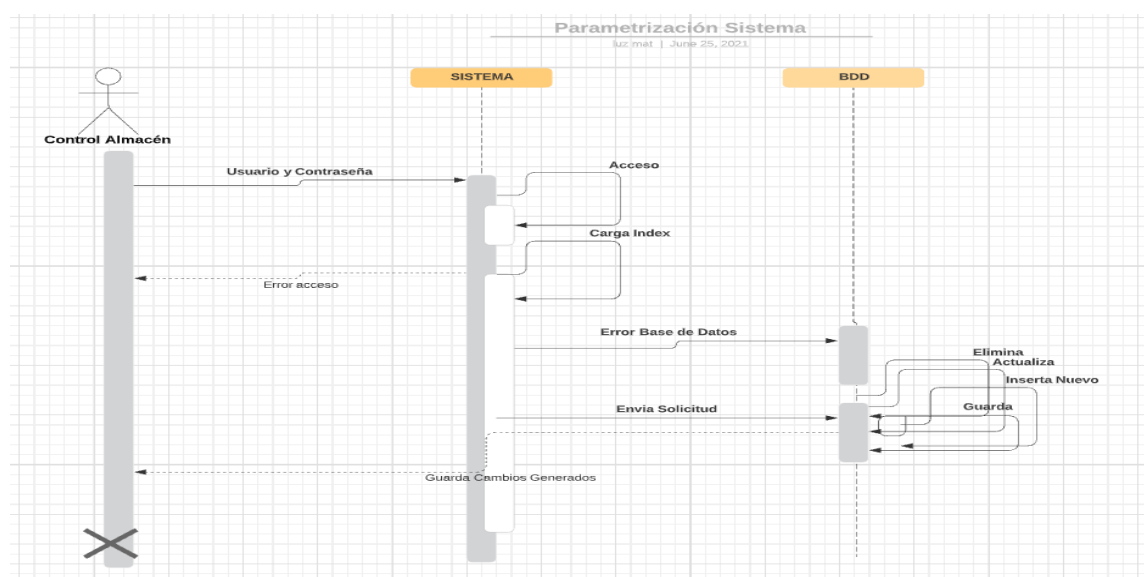 Parametrización Sistema
luz mat | June 25, 2021
SISTEMA
BDD
Control Almacén
Usuario y Contraseña
Acceso
Carga Index
Error acceso
Error Base de Datos
Elimina
Actualiza
Inserta Nuevo
Envia Solicitud
Guarda
Guarda Cambios Generados